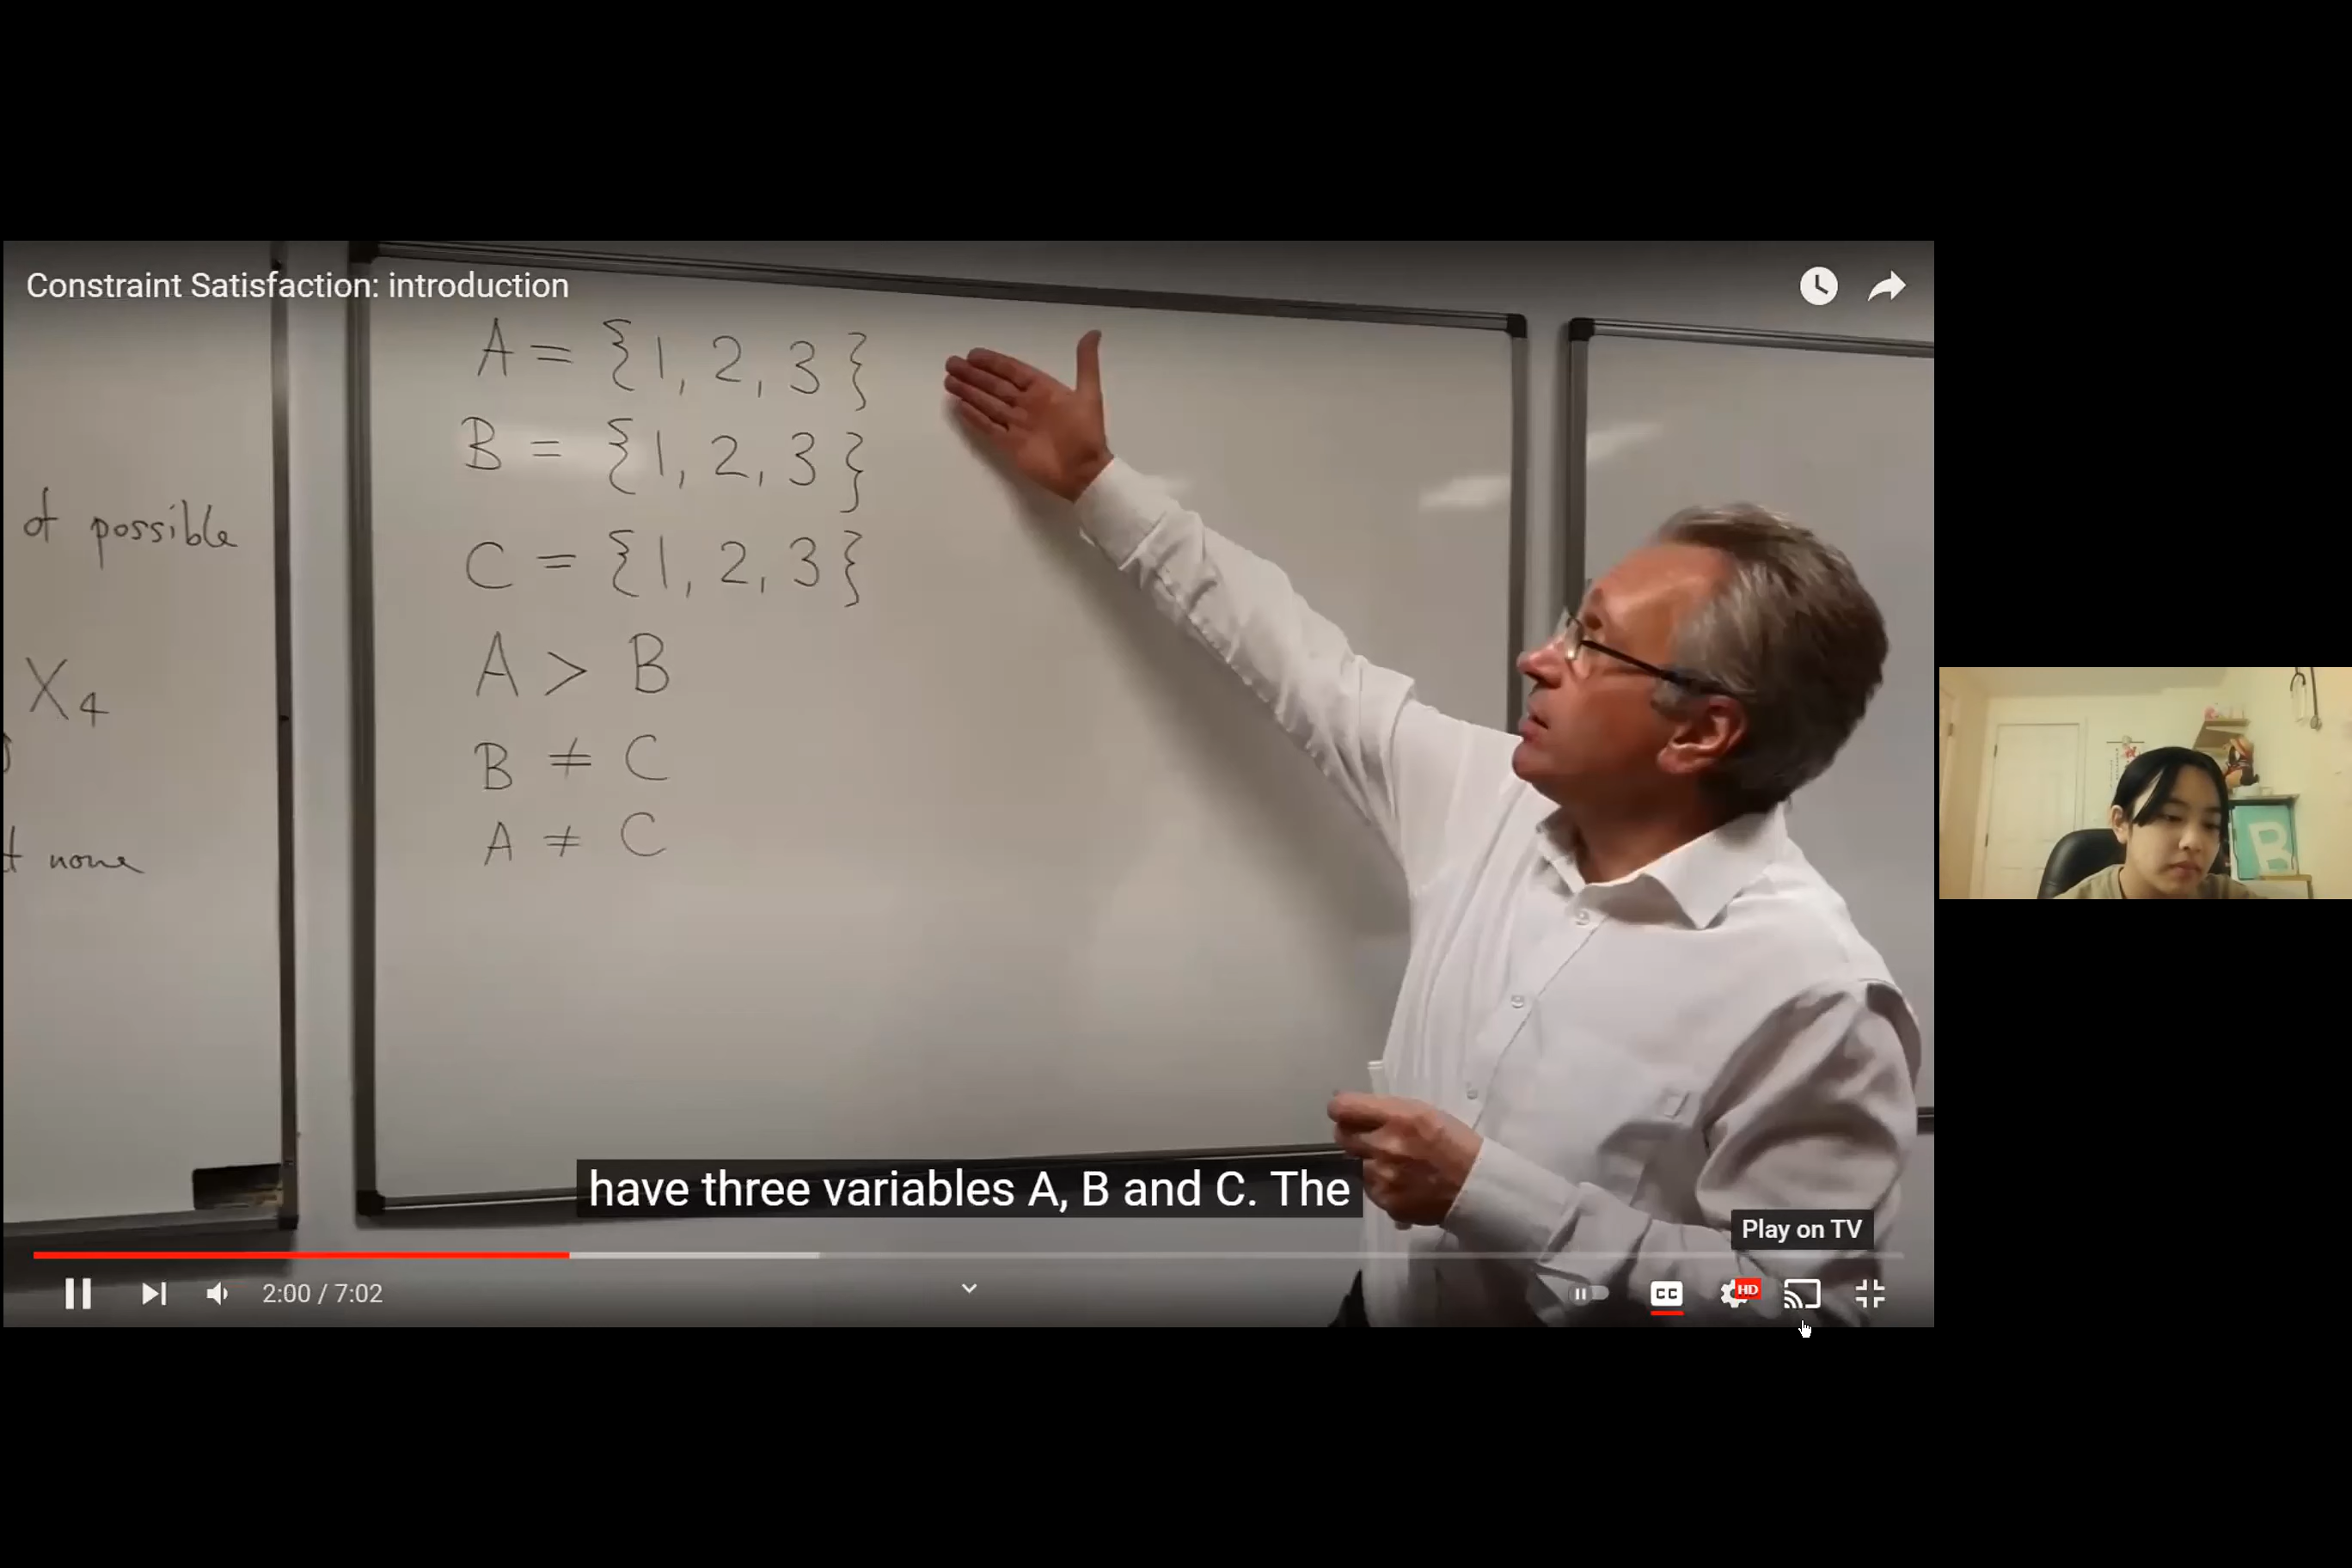 Constraint Satisfaction: introduction
A = {1, 2, 3}
B = {1, 2, 3}
C = {1, 2, 3}
A > B
B ≠ C
A ≠ C
of possible
X₄
none
have three variables A, B and C. The
Play on TV
2:00 / 7:02
CC
HD
B